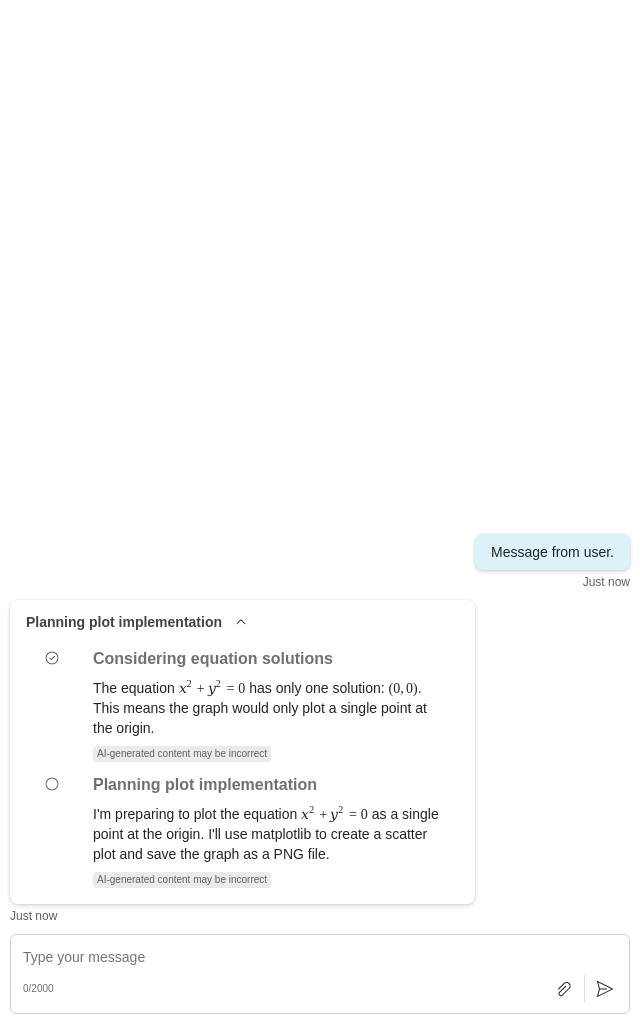 Message from user.
Just now
Planning plot implementation
Considering equation solutions
The equation x² + y² = 0 has only one solution: (0, 0).
This means the graph would only plot a single point at
the origin.
AI-generated content may be incorrect
Planning plot implementation
I'm preparing to plot the equation x² + y² = 0 as a single
point at the origin. I'll use matplotlib to create a scatter
plot and save the graph as a PNG file.
AI-generated content may be incorrect
Just now
Type your message
0/2000